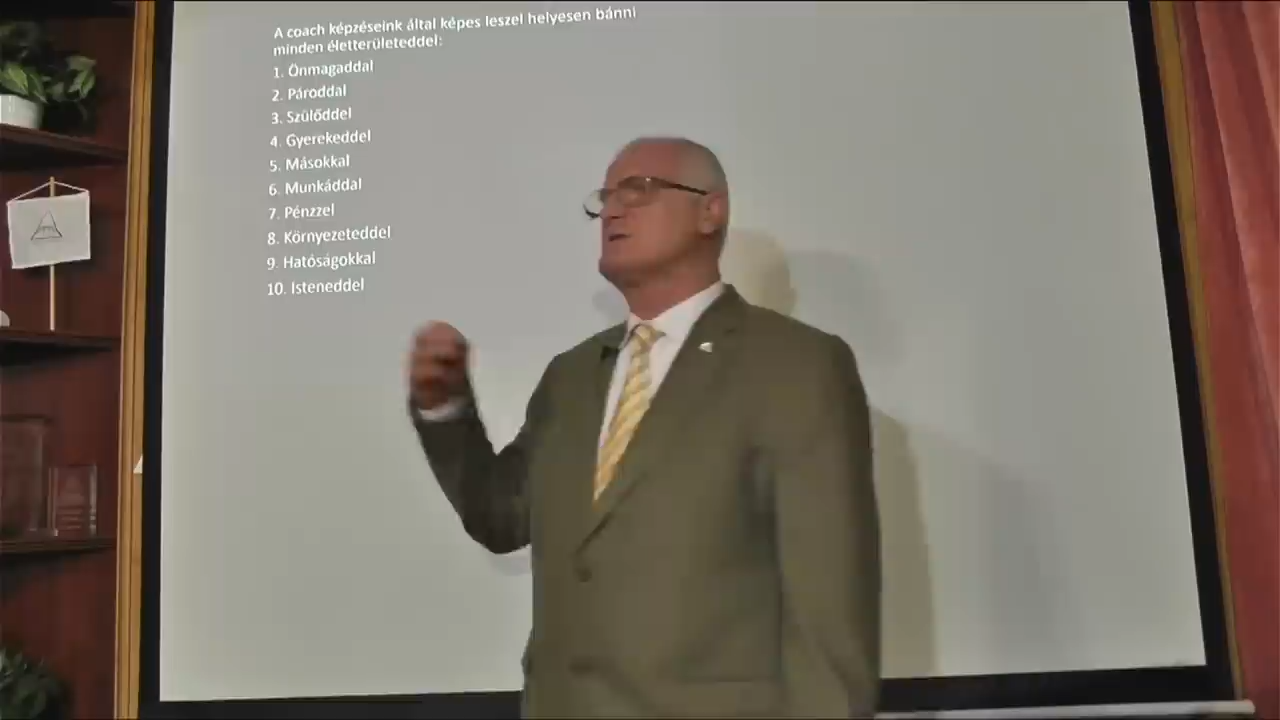 A coach képzéseink által képes leszel helyesen bánni
minden életterületeddel:
1. Önmagaddal
2. Pároddal
3. Szülőddel
4. Gyerekeddel
5. Másokkal
6. Munkáddal
7. Pénzzel
8. Környezeteddel
9. Hatóságokkal
10. Isteneddel